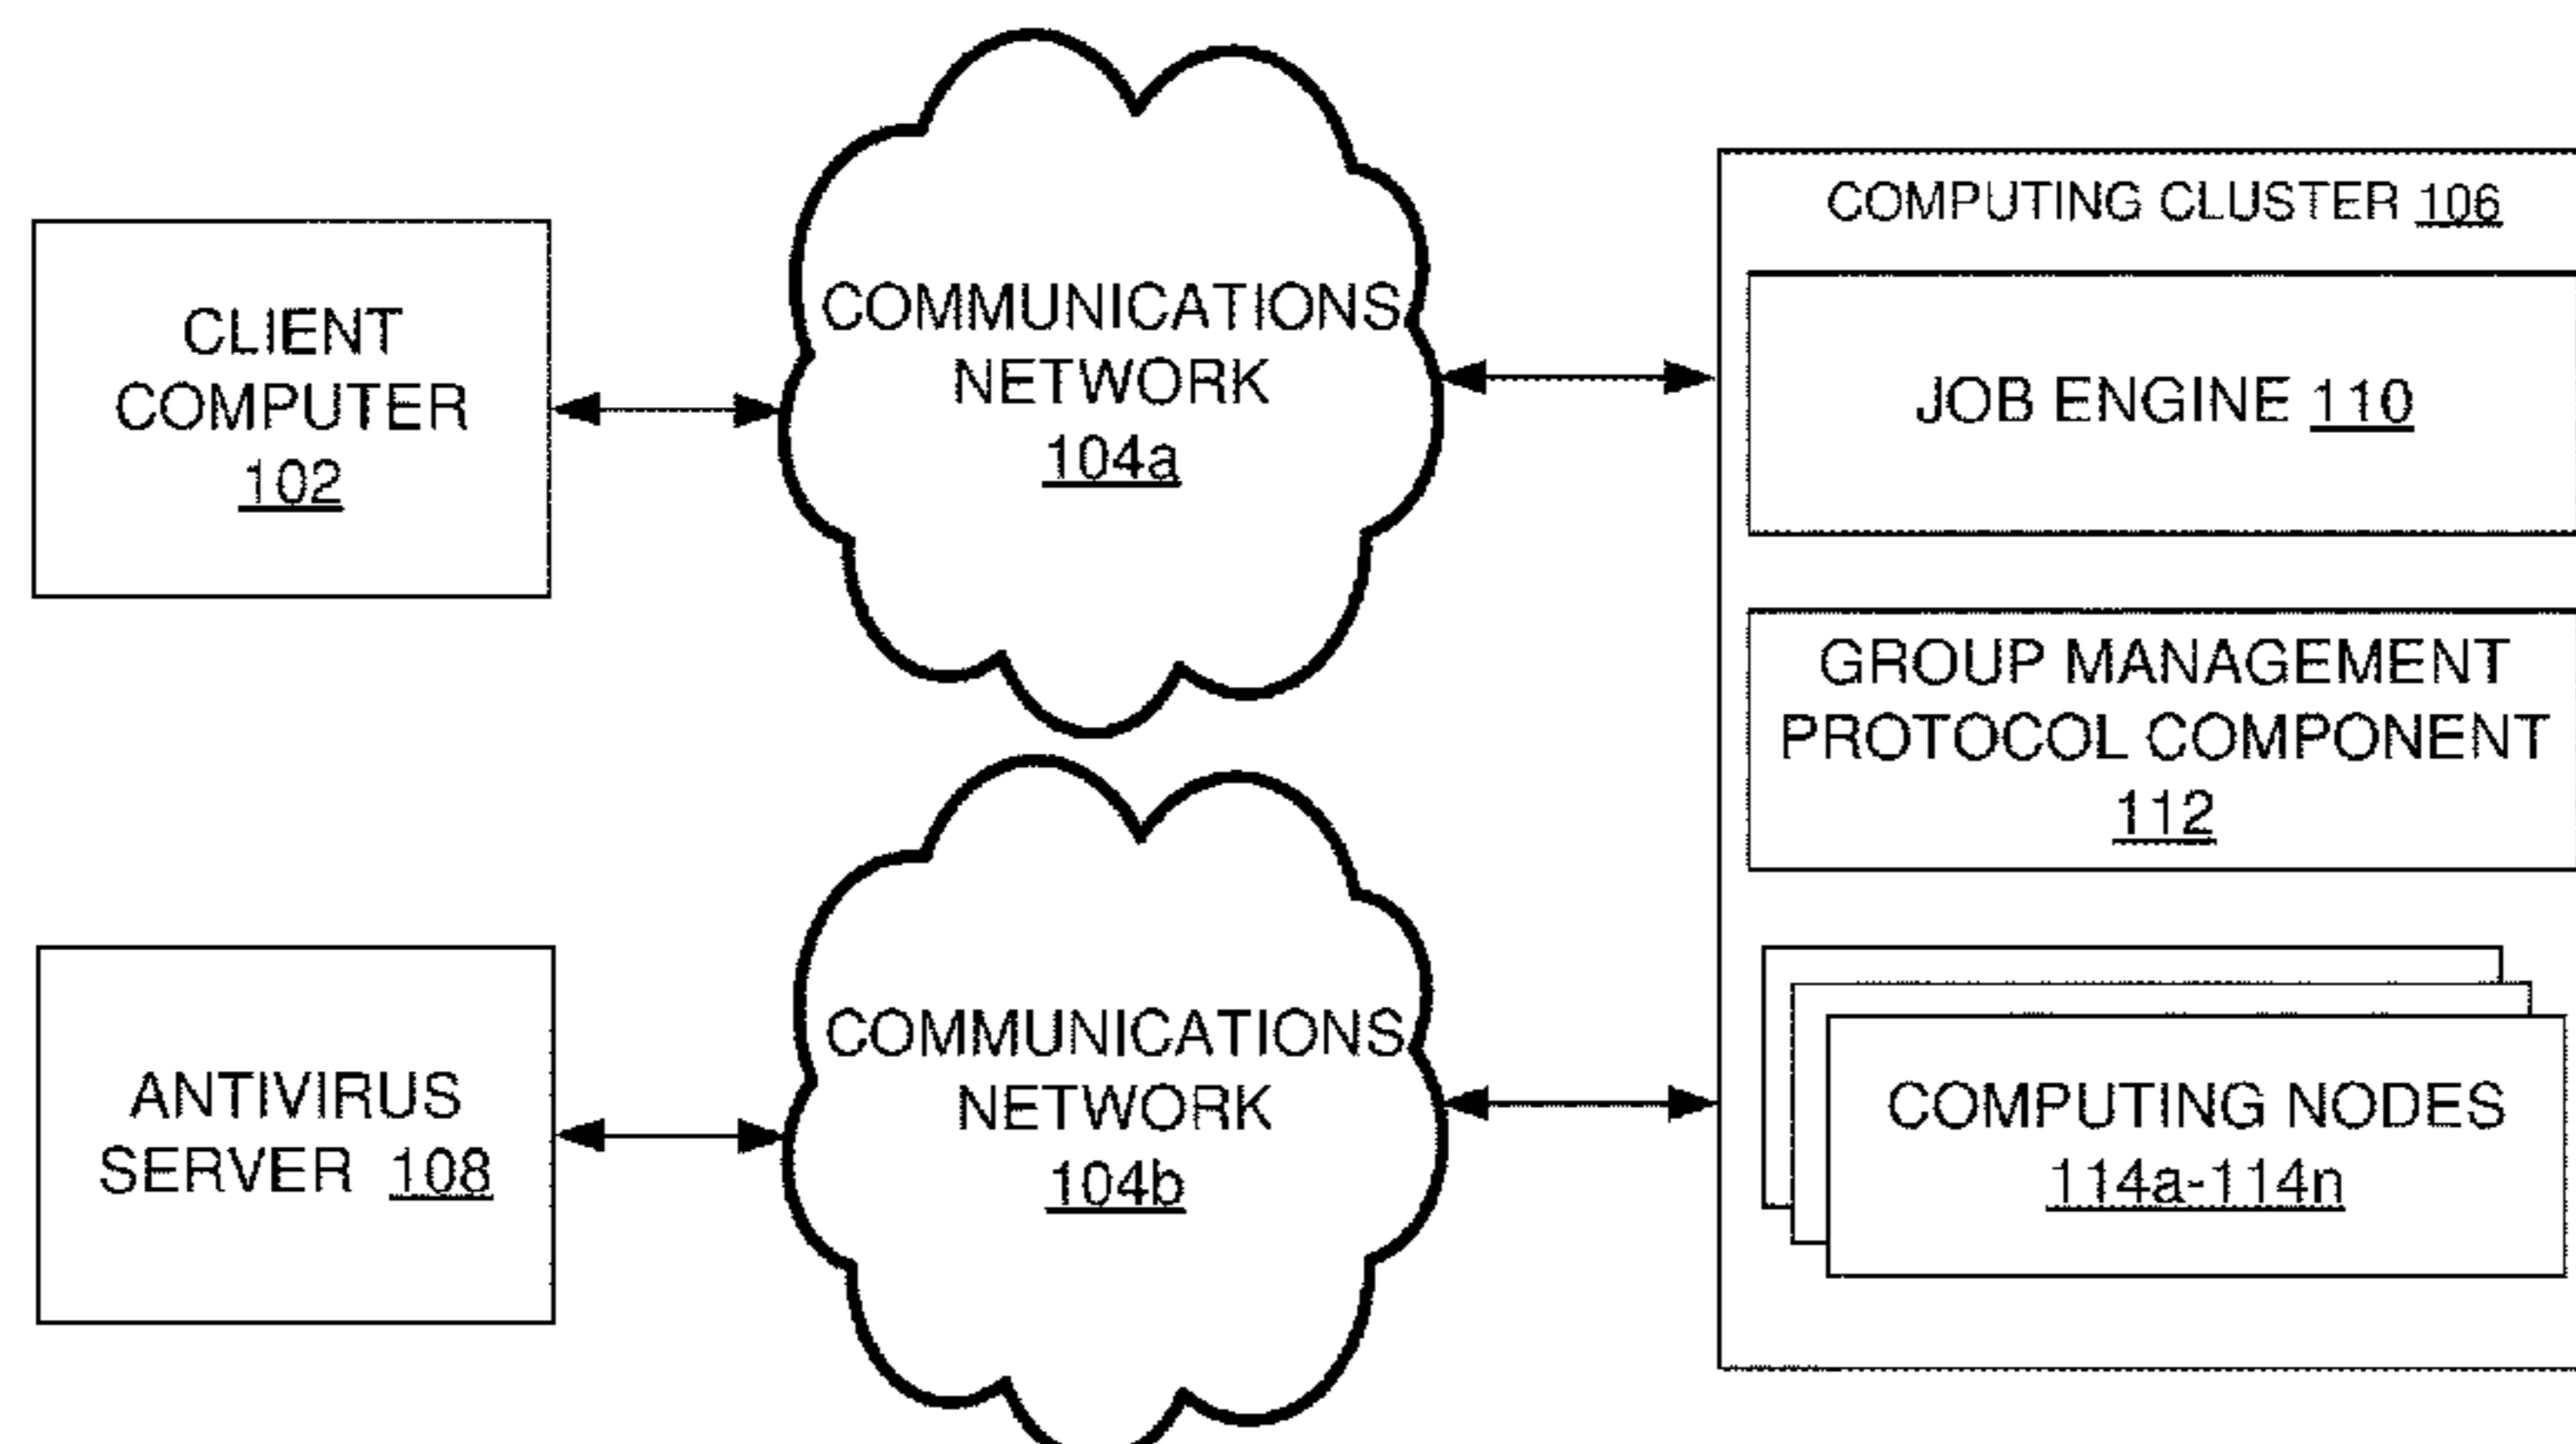 CLIENT
COMPUTER
102
COMMUNICATIONS
NETWORK
104a
COMPUTING CLUSTER 106
JOB ENGINE 110
GROUP MANAGEMENT
PROTOCOL COMPONENT
112
ANTIVIRUS
SERVER 108
COMMUNICATIONS
NETWORK
104b
COMPUTING NODES
114a-114n